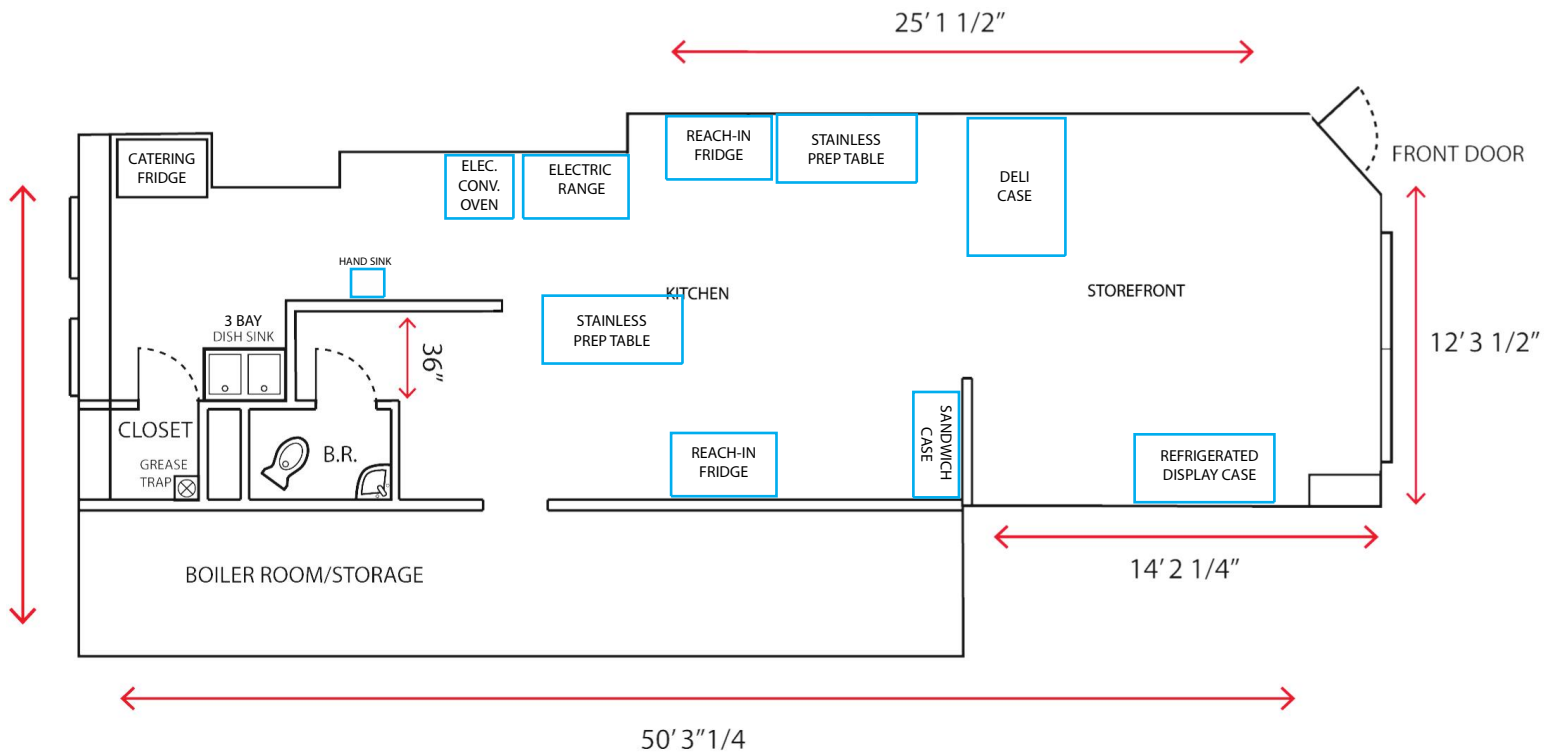 25' 1 1/2"
CATERING
FRIDGE
ELEC.
CONV.
OVEN
ELECTRIC
RANGE
REACH-IN
FRIDGE
STAINLESS
PREP TABLE
DELI
CASE
FRONT DOOR
HAND SINK
KITCHEN
STOREFRONT
3 BAY
DISH SINK
36"
STAINLESS
PREP TABLE
12' 3 1/2"
CLOSET
GREASE
TRAP
B.R.
REACH-IN
FRIDGE
SANDWICH
CASE
REFRIGERATED
DISPLAY CASE
BOILER ROOM/STORAGE
14' 2 1/4"
50' 3"1/4